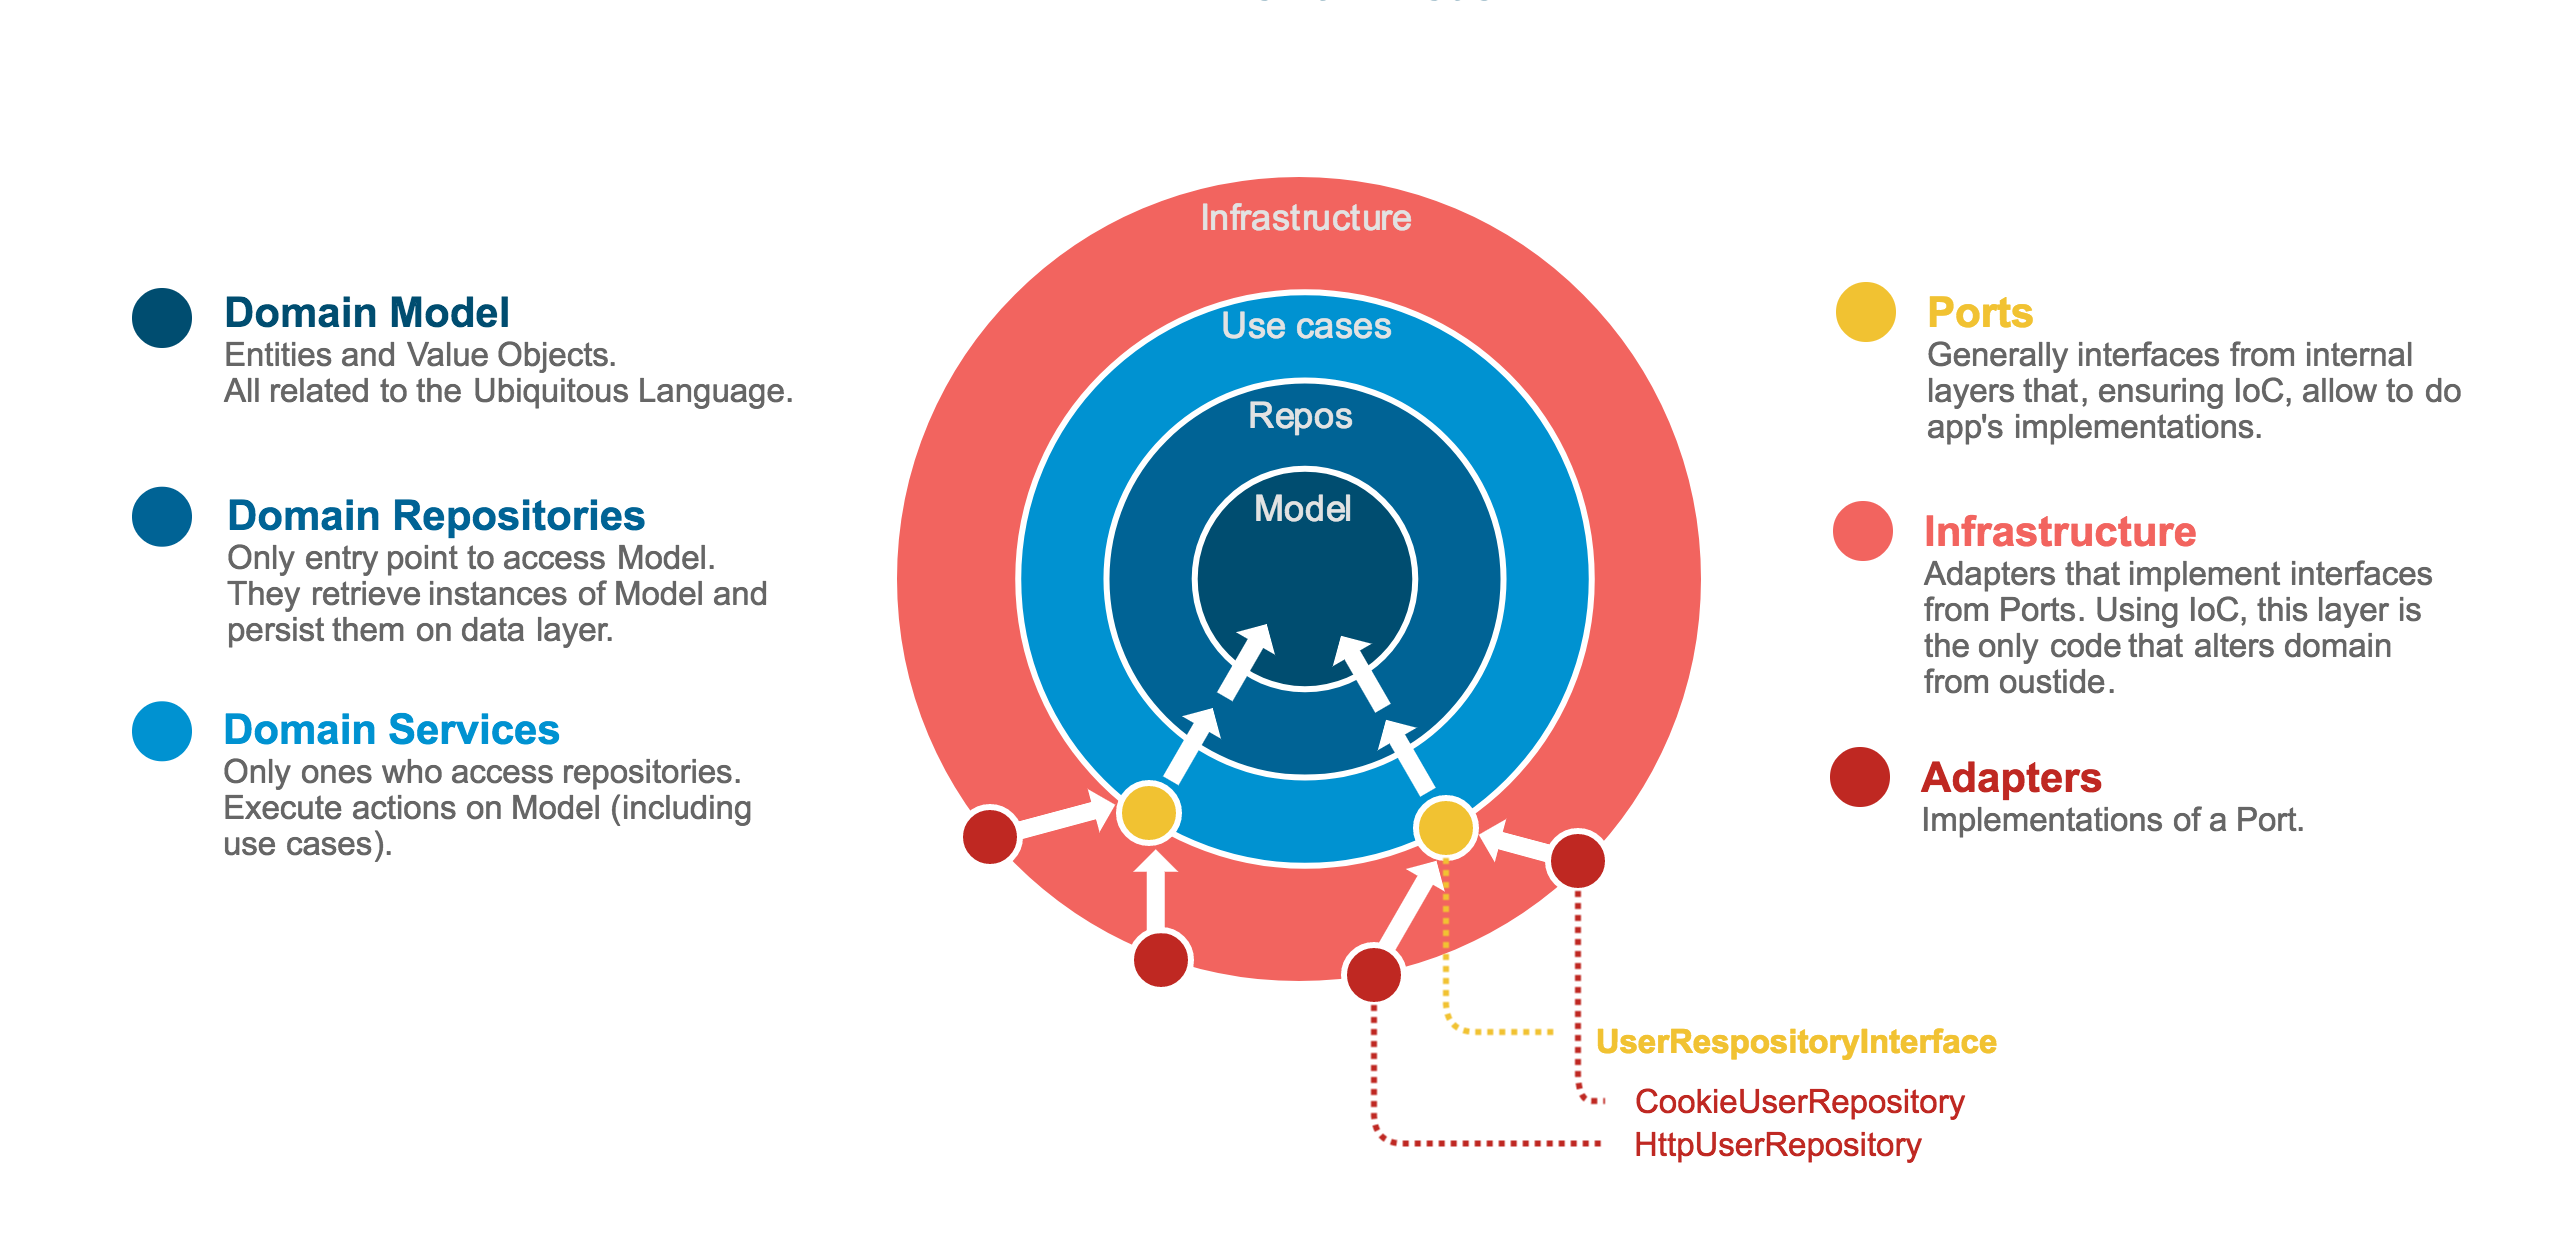 Infrastructure
Use cases
Repos
Model
Domain Model
Entities and Value Objects.
All related to the Ubiquitous Language.
Domain Repositories
Only entry point to access Model.
They retrieve instances of Model and
persist them on data layer.
Domain Services
Only ones who access repositories.
Execute actions on Model (including
use cases).
Ports
Generally interfaces from internal
layers that, ensuring IoC, allow to do
app's implementations.
Infrastructure
Adapters that implement interfaces
from Ports. Using IoC, this layer is
the only code that alters domain
from oustide.
Adapters
Implementations of a Port.
UserRespositoryInterface
CookieUserRepository
HttpUserRepository